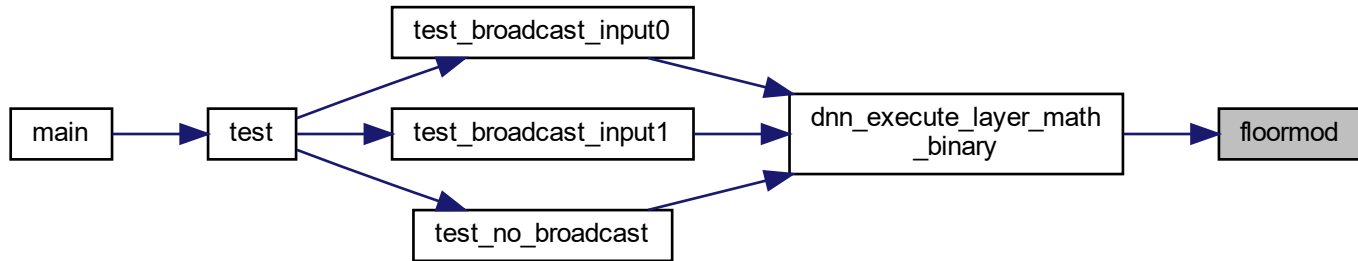 main
test
test_broadcast_input0
test_broadcast_input1
test_no_broadcast
dnn_execute_layer_math
_binary
floormod